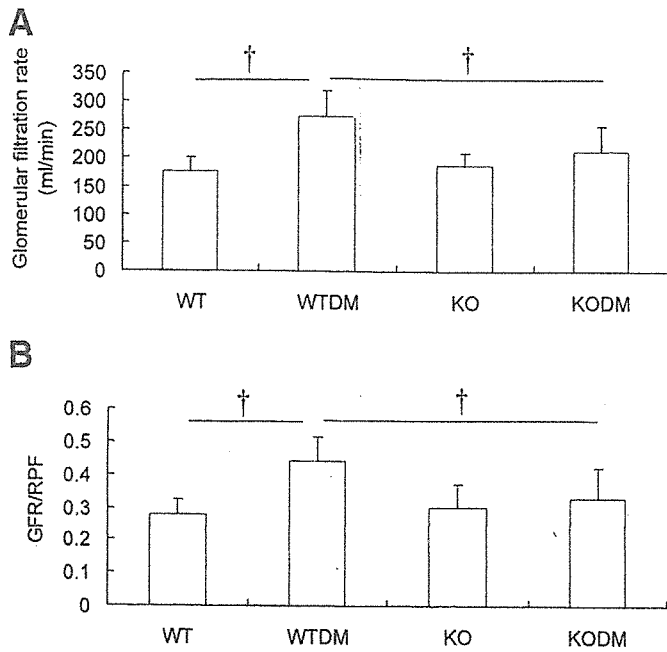 A
† †
Glomerular filtration rate
(ml/min)
350
300
250
200
150
100
50
0
WT WTDM KO KODM
B
† †
GFR/RPF
0.6
0.5
0.4
0.3
0.2
0.1
0
WT WTDM KO KODM